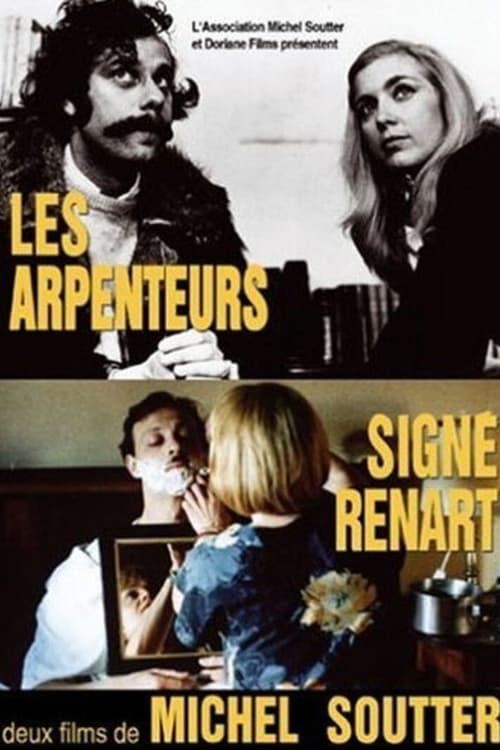 L'Association Michel Soutter
et Doriane Films présentent
LES
ARPENTEURS
SIGNÉ
RENART
deux films de MICHEL SOUTTER